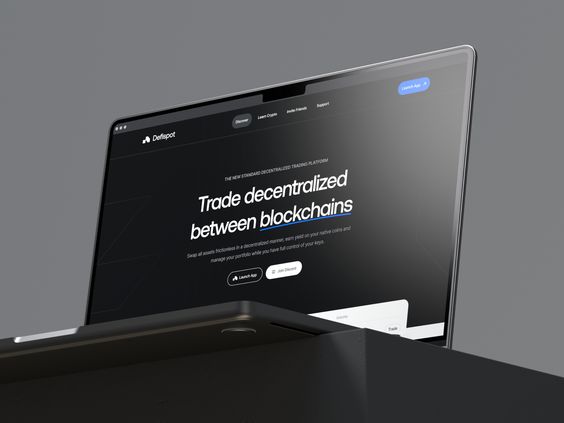 Defispot
Discover
Learn Crypto
Invite Friends
Support
Launch App
THE NEW STANDARD DECENTRALIZED TRADING PLATFORM
Trade decentralized
between blockchains
Swap all assets frictionless in a decentralized manner, earn yield on your native coins and
manage your portfolio while you have full control of your keys.
Launch App
Join Discord
Trade